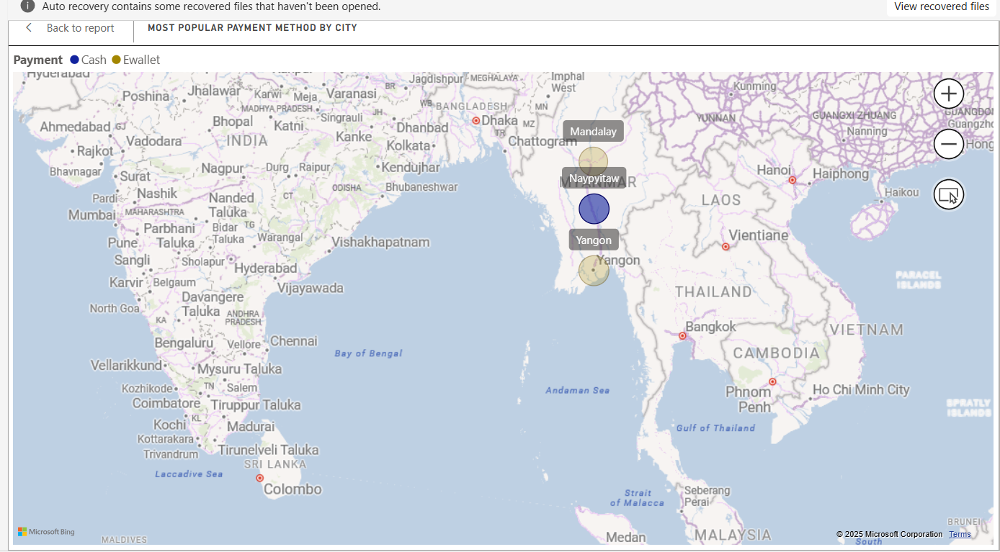 Auto recovery contains some recovered files that haven't been opened.
View recovered files
Back to report
MOST POPULAR PAYMENT METHOD BY CITY
Payment Cash Ewallet
Hyderabad
Poshina
Jhalawar
Karwi
Meja
Varanasi
BR
Jagdishpur
MEGHALAYA
Imphal
West
Kunming
MADHYA PRADESH
Singrauli
JH
WB
BANGLADESH
MN
YUNNAN
GUANGXI ZHUANG
GUANGDO
Guangzho
Ahmedabad
GJ
Bhopal
Katni
Dhanbad
Dhaka
MZ
Nanning
Vadodara
INDIA
Kanke
TR
Chattogram
Mandalay
Hong
Rajkot
Kolkata
Bhavnagar
Surat
Nagpur
Durg
Raipur
Kendujhar
Naypyitaw
MYANMAR
Hanoi
Haiphong
Pardi
Nashik
Nanded
Taluka
CT
ODISHA
Bhubaneshwar
LAOS
Haikou
Mumbai
MAHARASHTRA
Parbhani
Taluka
Bidar
Taluka
TG
Warangal
Vishakhapatnam
Yangon
Vientiane
Pune
Sangli
Sholapur
Hyderabad
Yangon
Karvir
Belgaum
Vijayawada
PARACEL
ISLANDS
North Goa
Davangere
Taluka
ANDHRA
PRADESH
THAILAND
KA
Bangkok
VIETNAM
Bengaluru
Vellore
Chennai
Bay of Bengal
CAMBODIA
Vellarikkund
Mysuru Taluka
Kozhikode
TN
Salem
Andaman Sea
Phnom
Penh
Ho Chi Minh City
Coimbatore
Tiruppur Taluka
SPRATLY
ISLANDS
Kochi
KL
Madurai
Gulf of Thailand
Kottarakara
Trivandrum
Tirunelveli Taluka
SRI LANKA
Laccadive Sea
Colombo
Strait
of Malacca
Seberang
Perai
Microsoft Bing
MALDIVES
Medan
MALAYSIA
BRUNEI
© 2025 Microsoft Corporation Terms
South